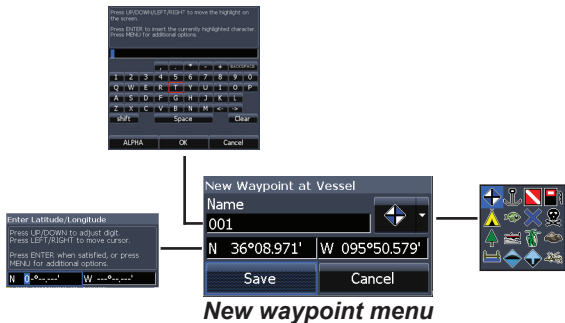 Press UP/DOWN/LEFT/RIGHT to move the highlight on
the screen.
Press ENTER to insert the currently highlighted character.
Press MENU for additional options.
, . * - + BACKSPACE
1 2 3 4 5 6 7 8 9 0
Q W E R T Y U I O P
A S D F G H J K L
Z X C V B N M <- ->
shift Space Clear
ALPHA OK Cancel
New Waypoint at Vessel
Name
001
N 36°08.971' W 095°50.579'
Save Cancel
Enter Latitude/Longitude
Press UP/DOWN to adjust digit.
Press LEFT/RIGHT to move cursor.
Press ENTER when satisfied, or press
MENU for additional options.
N 0-°--.---' W ---°--.---'
New waypoint menu